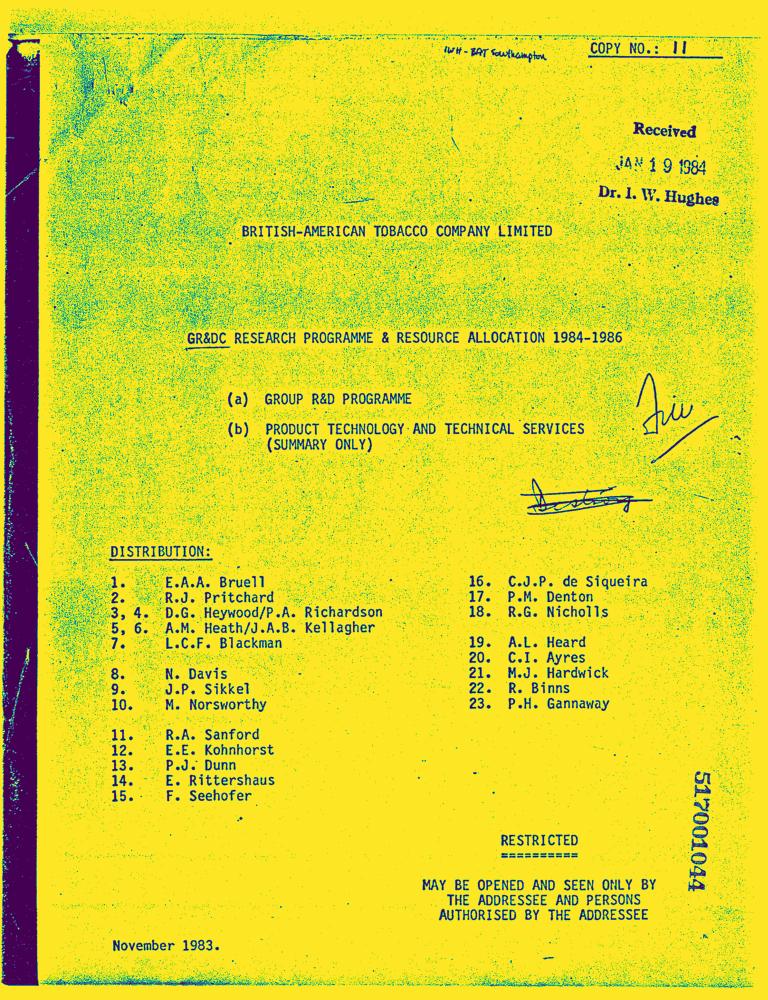 IWH - BAT Southampton
COPY NO.: 11
Received
JAN 19 1984
Dr. I. W. Hughes
BRITISH-AMERICAN TOBACCO COMPANY LIMITED
GR&DC RESEARCH PROGRAMME & RESOURCE ALLOCATION 1984-1986
(a) GROUP R&D PROGRAMME
(b) PRODUCT TECHNOLOGY AND TECHNICAL SERVICES
(SUMMARY ONLY)
DISTRIBUTION:
1. E.A.A. Bruell
2. R.J. Pritchard
3, 4. D.G. Heywood/P.A. Richardson
5, 6. A.M. Heath/J.A.B. Kellagher
7. L.C.F. Blackman
8. N. Davis
9. J.P. Sikkel
10. M. Norsworthy
11. R.A. Sanford
12. E.E. Kohnhorst
13. P.J. Dunn
14. E. Rittershaus
15. F. Seehofer
16. C.J.P. de Siqueira
17. P.M. Denton
18. R.G. Nicholls
19. A.L. Heard
20. C.I. Ayres
21. M.J. Hardwick
22. R. Binns
23. P.H. Gannaway
517001044
RESTRICTED
==========
MAY BE OPENED AND SEEN ONLY BY
THE ADDRESSEE AND PERSONS
AUTHORISED BY THE ADDRESSEE
November 1983.